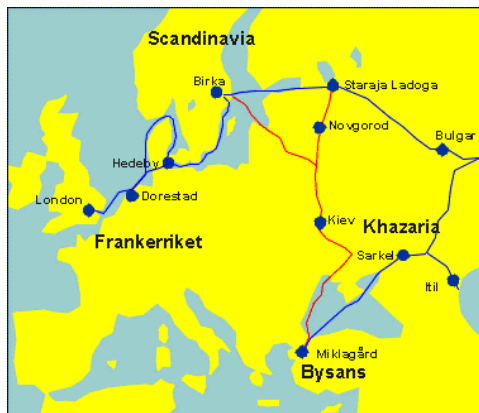 Scandinavia
Birka
Staraja Ladoga
Novgorod
Bulgar
Hedeby
London
Dorestad
Frankerriket
Kiev
Khazaria
Sarkel
Itil
Miklagård
Bysans